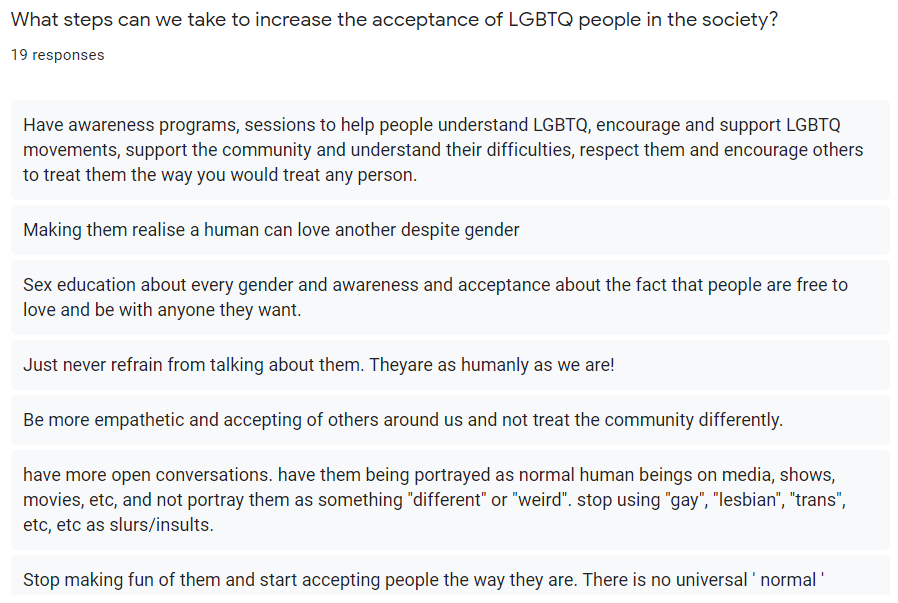 What steps can we take to increase the acceptance of LGBTQ people in the society?
19 responses
Have awareness programs, sessions to help people understand LGBTQ, encourage and support LGBTQ
movements, support the community and understand their difficulties, respect them and encourage others
to treat them the way you would treat any person.
Making them realise a human can love another despite gender
Sex education about every gender and awareness and acceptance about the fact that people are free to
love and be with anyone they want.
Just never refrain from talking about them. Theyare as humanly as we are!
Be more empathetic and accepting of others around us and not treat the community differently.
have more open conversations. have them being portrayed as normal human beings on media, shows,
movies, etc, and not portray them as something "different" or "weird". stop using "gay", "lesbian", "trans",
etc, etc as slurs/insults.
Stop making fun of them and start accepting people the way they are. There is no universal ' normal '